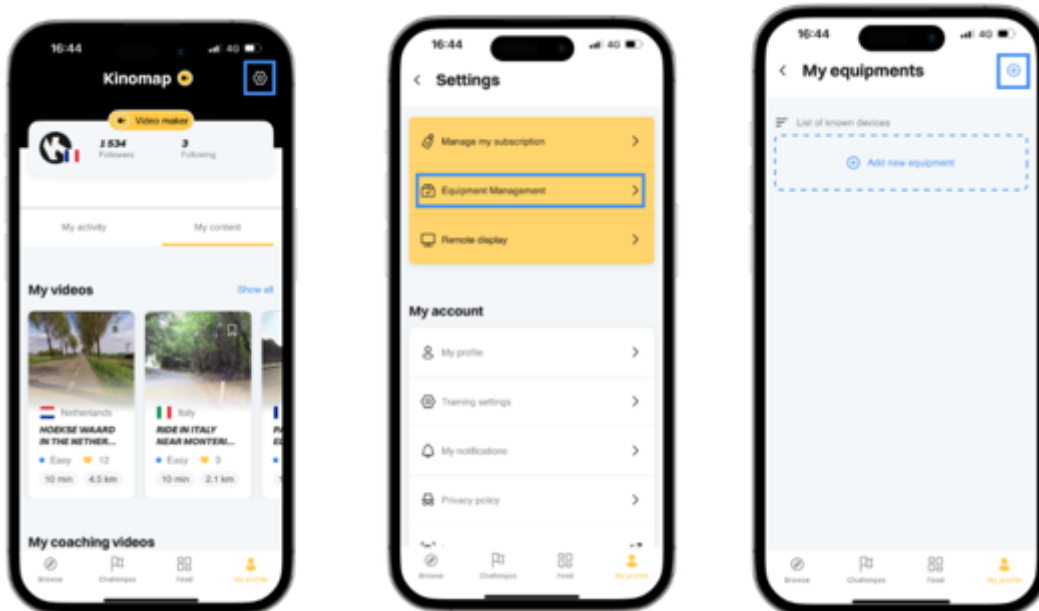 16:44
4G
Kinomap
Video maker
1 534
Followers
3
Following
My activity
My content
My videos
Show all
Netherlands
HOEKSE WAARD
IN THE NETHER...
Easy
12
10 min
4.5 km
Italy
RIDE IN ITALY
NEAR MONTERI...
Easy
3
10 min
2.1 km
My coaching videos
Browse
Challenges
Feed
My profile
16:44
4G
Settings
Manage my subscription
Equipment Management
Remote display
My account
My profile
Training settings
My notifications
Privacy policy
Browse
Challenges
Feed
My profile
16:44
4G
My equipments
List of known devices
Add new equipment
Browse
Challenges
Feed
My profile